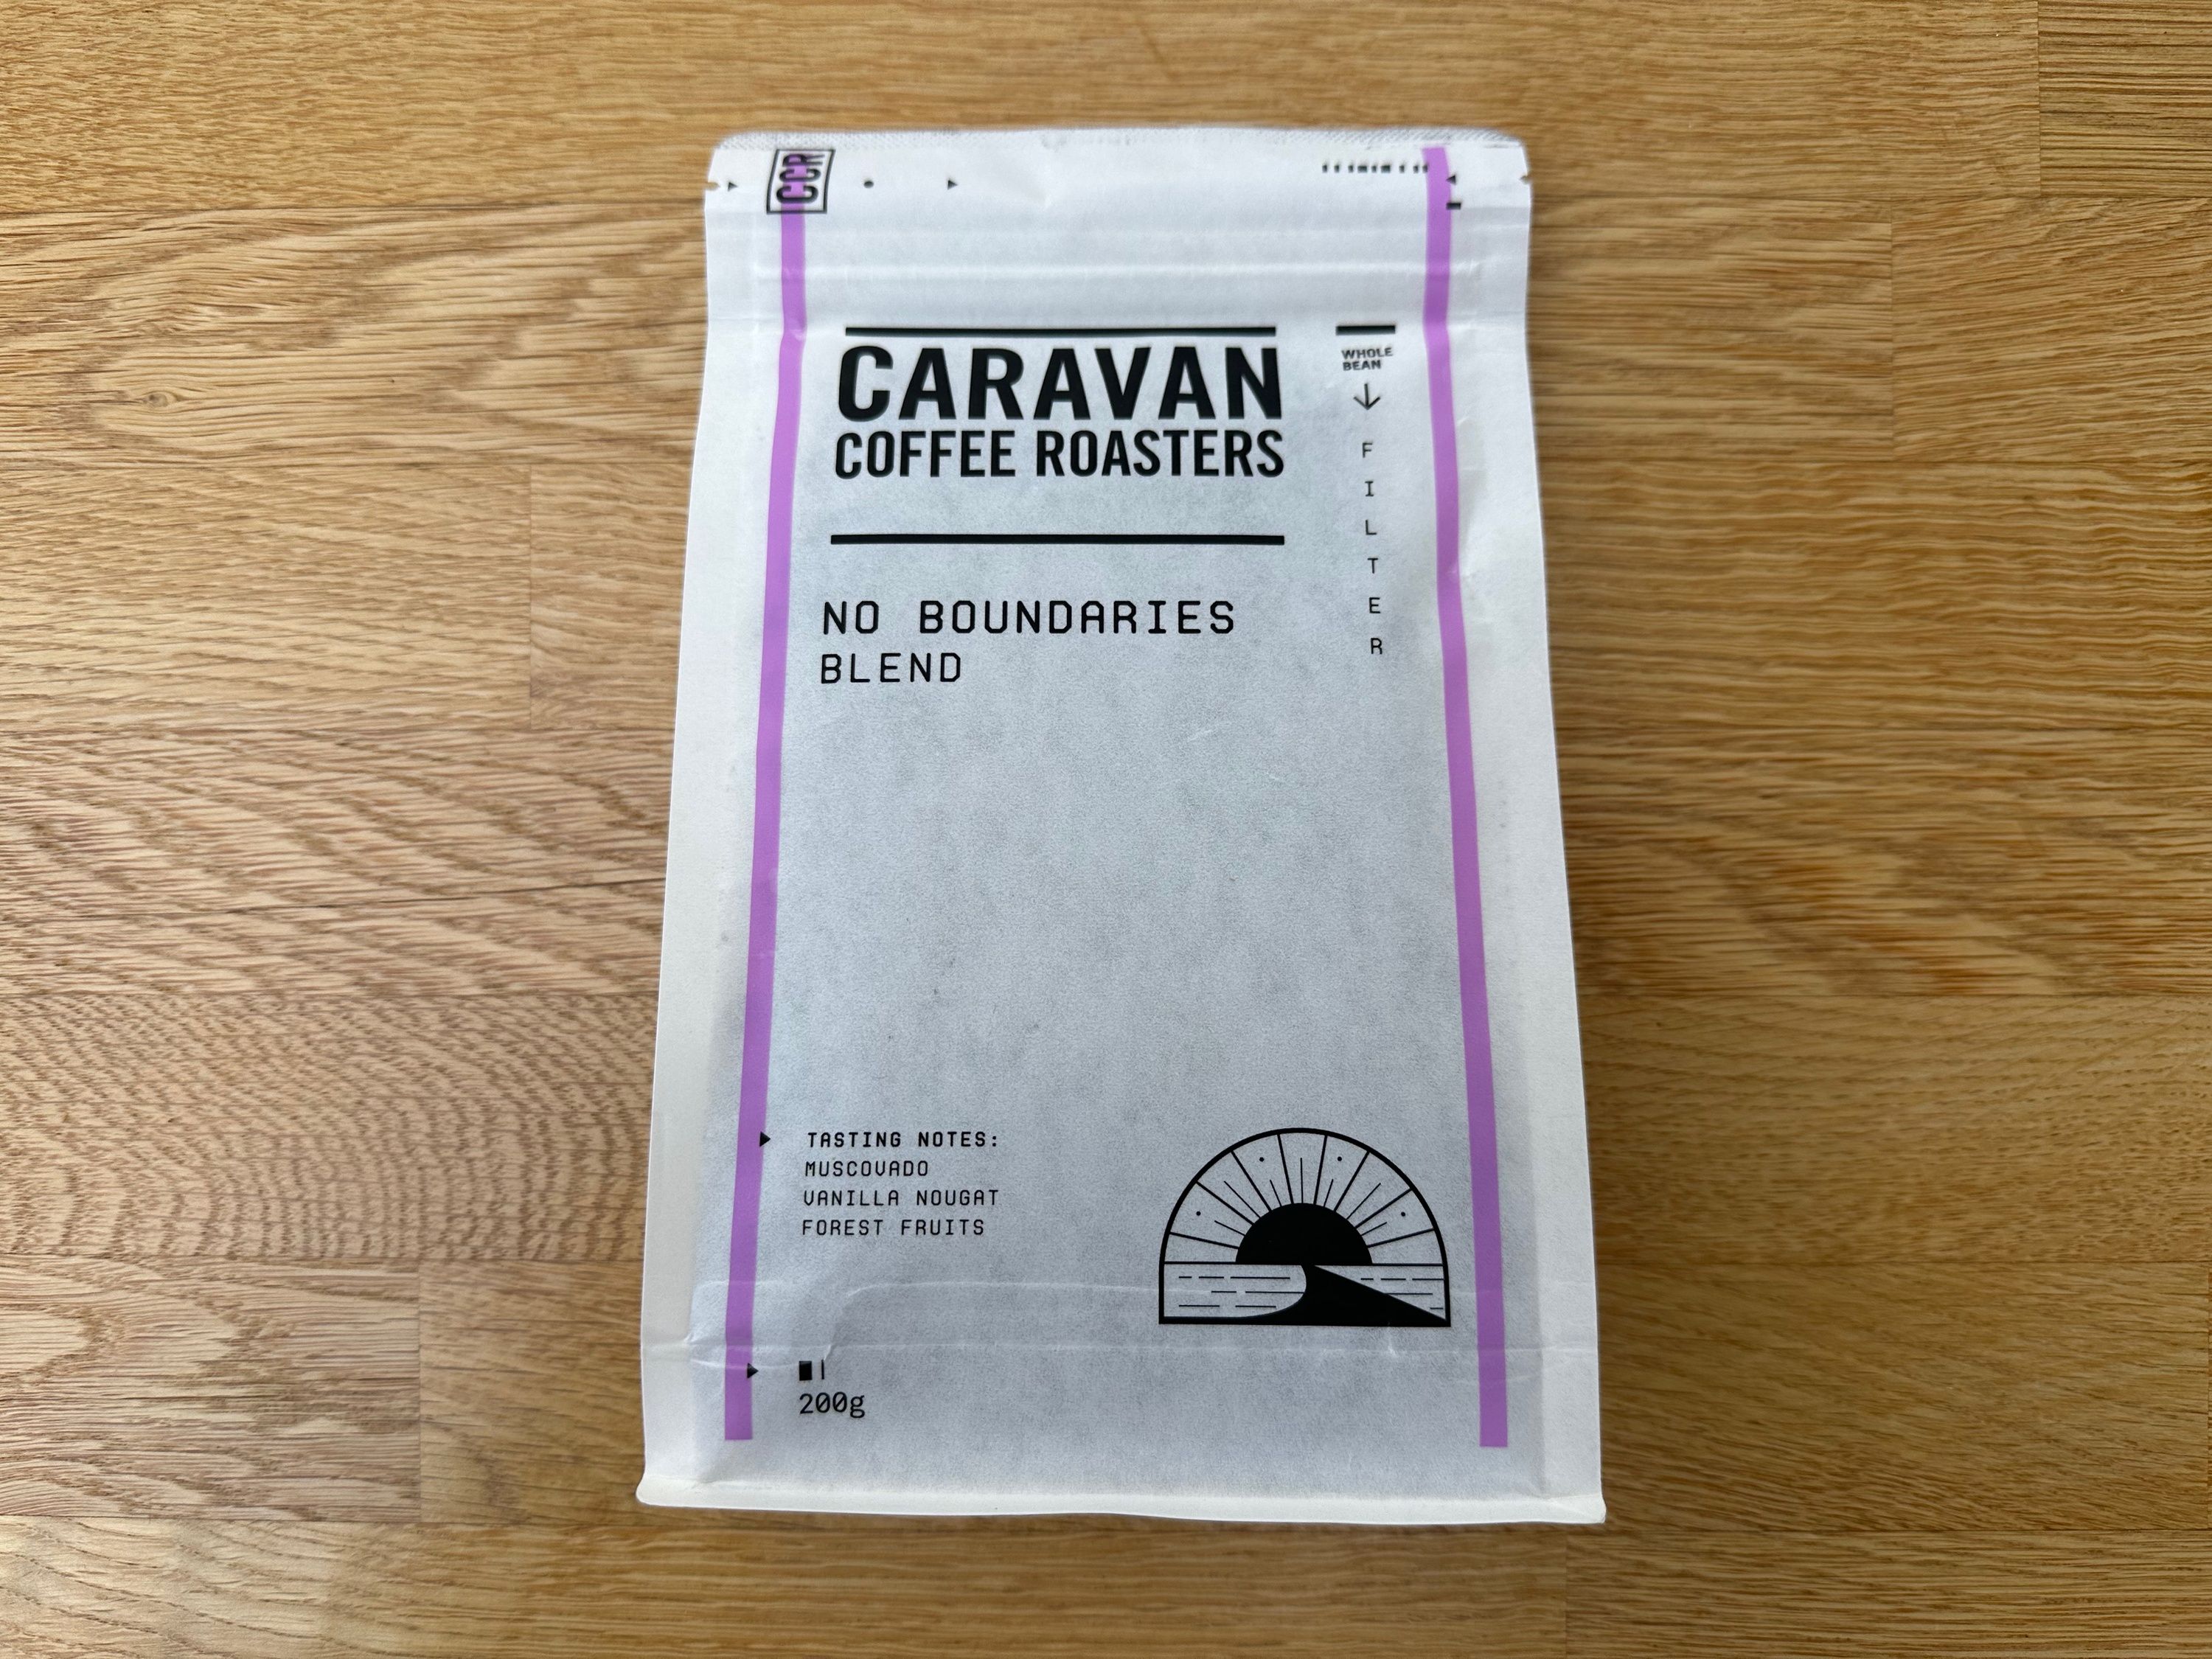 CCR
CARAVAN
COFFEE ROASTERS
WHOLE
BEAN
FILTER
NO BOUNDARIES
BLEND
TASTING NOTES:
MUSCOVADO
VANILLA NOUGAT
FOREST FRUITS
200g